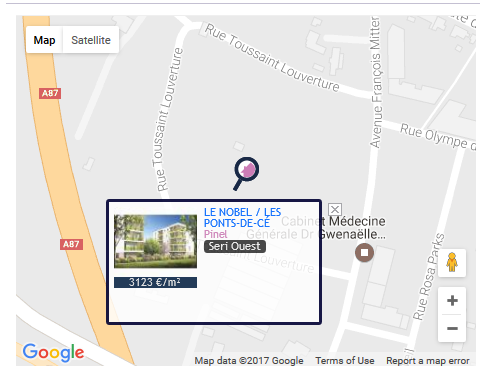 Map
Satellite
Rue Toussaint Louverture
Avenue François Mitter
A87
Rue Toussaint Louverture
Rue Olympe d
LE NOBEL / LES
PONTS-DE-CÉ
Pinel
Seri Ouest
3123 €/m²
Cabinet Médecine
Générale Dr Gwenaëlle...
Louverture
A87
Rue Rosa Parks
+
−
Google
Map data ©2017 Google
Terms of Use
Report a map error